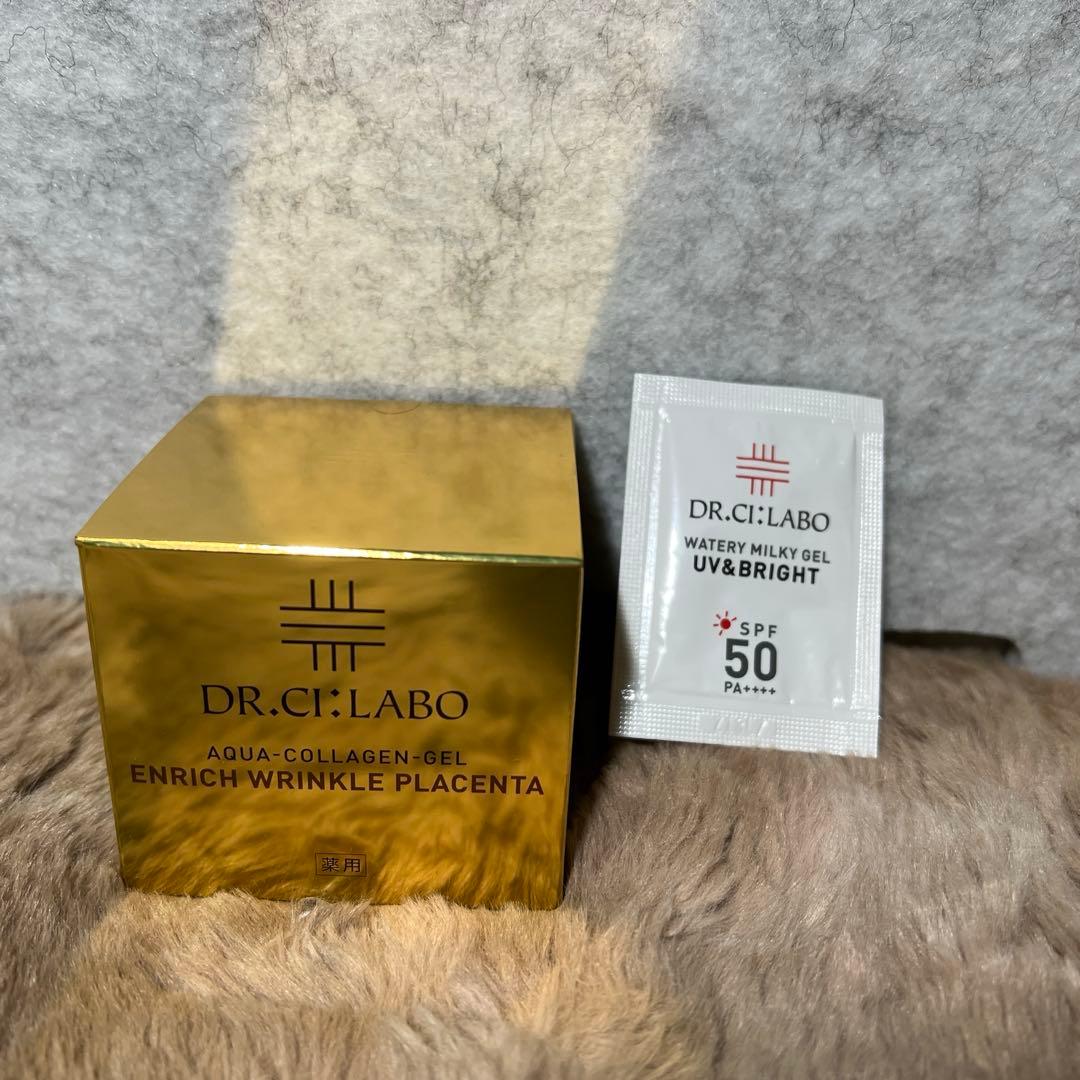 DR.CI:LABO
AQUA-COLLAGEN-GEL
ENRICH WRINKLE PLACENTA
薬用
DR.CI:LABO
WATERY MILKY GEL
UV&BRIGHT
SPF
50
PA++++